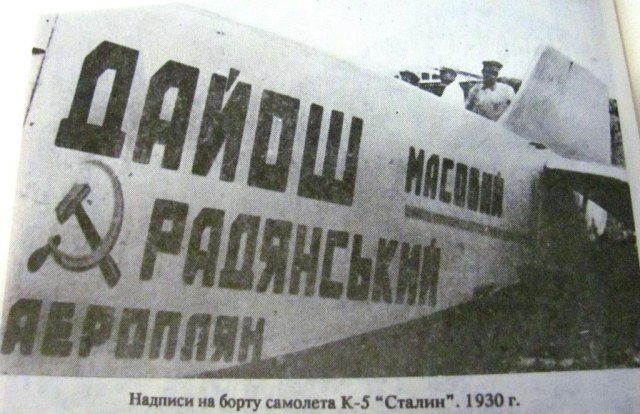 ДАЙОШ
МАСОВИЙ
РАДЯНСЬКИЙ
АЕРОПЛЯН
Надписи на борту самолета К-5 “Сталин”. 1930 г.